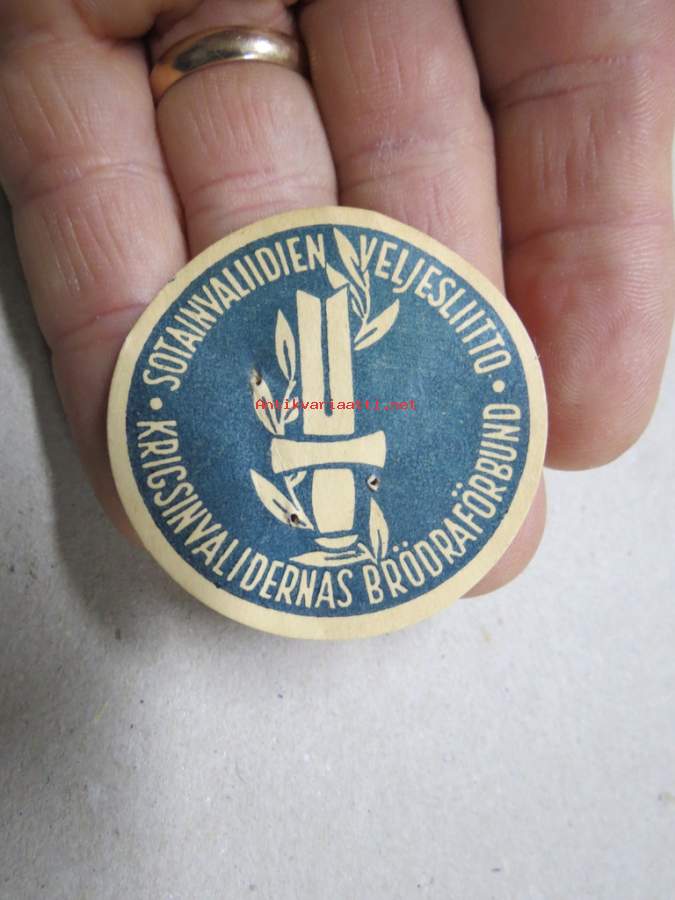 SOTAINVALIIDIEN VELJESLIITTO
• KRIGSINVALIDERNAS BRÖDRAFÖRBUND •
Antikvariaatti.net